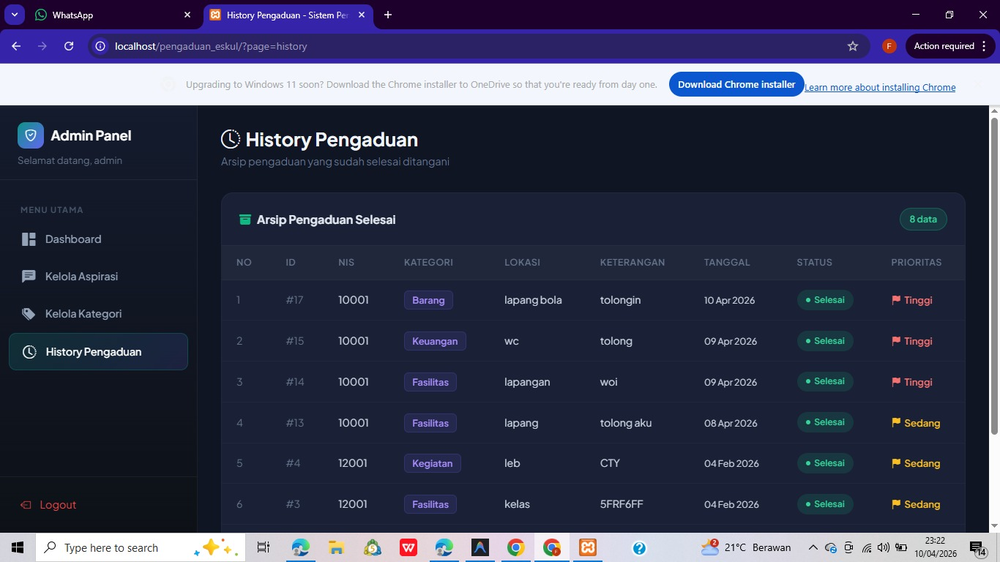 WhatsApp
History Pengaduan - Sistem Per
localhost/pengaduan_eskul/?page=history
F
Action required
Upgrading to Windows 11 soon? Download the Chrome installer to OneDrive so that you're ready from day one.
Download Chrome installer
Learn more about installing Chrome
Admin Panel
Selamat datang, admin
MENU UTAMA
Dashboard
Kelola Aspirasi
Kelola Kategori
History Pengaduan
Logout
History Pengaduan
Arsip pengaduan yang sudah selesai ditangani
Arsip Pengaduan Selesai
8 data
NO ID NIS KATEGORI LOKASI KETERANGAN TANGGAL STATUS PRIORITAS
1 #17 10001 Barang lapang bola tolongin 10 Apr 2026 Selesai Tinggi
2 #15 10001 Keuangan wc tolong 09 Apr 2026 Selesai Tinggi
3 #14 10001 Fasilitas lapangan woi 09 Apr 2026 Selesai Tinggi
4 #13 10001 Fasilitas lapang tolong aku 08 Apr 2026 Selesai Sedang
5 #4 12001 Kegiatan leb CTY 04 Feb 2026 Selesai Sedang
6 #3 12001 Fasilitas kelas 5FRF6FF 04 Feb 2026 Selesai Sedang
Type here to search
2
21°C Berawan
23:22
10/04/2026
14